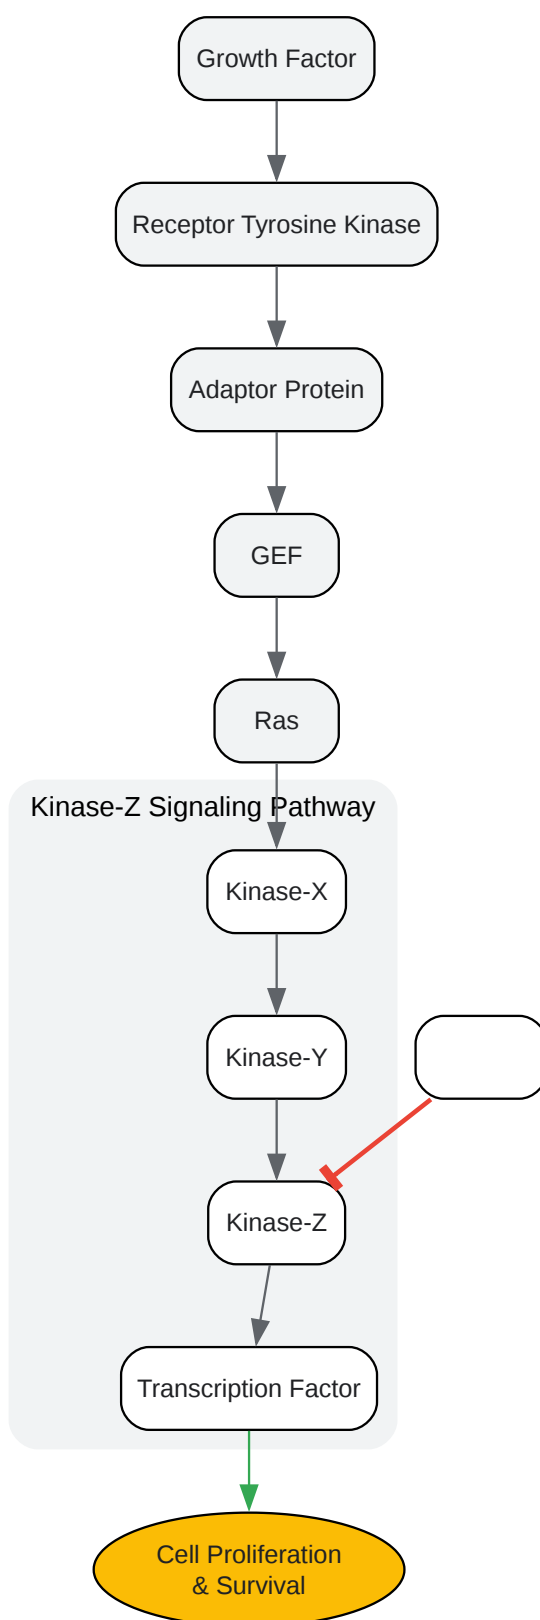 Growth Factor
Receptor Tyrosine Kinase
Adaptor Protein
GEF
Ras
Kinase-Z Signaling Pathway
Kinase-X
Kinase-Y
Kinase-Z
Transcription Factor
Cell Proliferation
& Survival